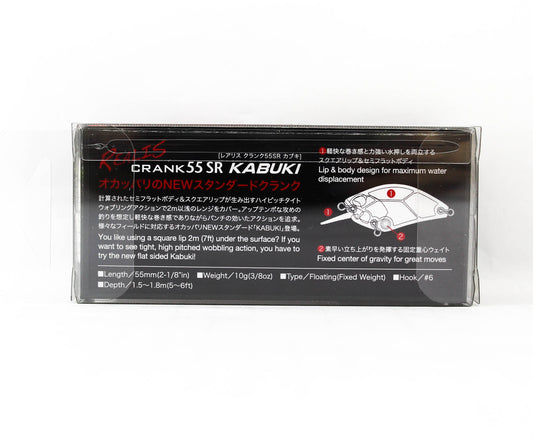 Realis
[レアリス クランク55SR カブキ]
CRANK55 SR KABUKI
オカッパリのNEWスタンダードクランク
計算されたセミフラットボディ&スクエアリップが生み出すハイピッチタイト
ウォブリングアクションで2m以浅のレンジをカバー。アップテンポな攻めの
釣りを想定し軽快な巻き感でありながらパンチの効いたアクションを追求。
様々なフィールドに対応するオカッパリNEWスタンダード「KABUKI」登場。
You like using a square lip 2m (7ft) under the surface? If you
want to see tight, high pitched wobbling action, you have to
try the new flat sided Kabuki!
■Length/55mm(2-1/8"in) ■Weight/10g(3/8oz) ■Type/Floating(Fixed Weight) ■Hook/#6
■Depth/1.5〜1.8m(5〜6ft)
❶軽快な巻き感と力強い水押しを両立する
スクエアリップ&セミフラットボディ
Lip & body design for maximum water
displacement
❶
❶
❷
❷素早い立ち上がりを発揮する固定重心ウェイト
Fixed center of gravity for great moves